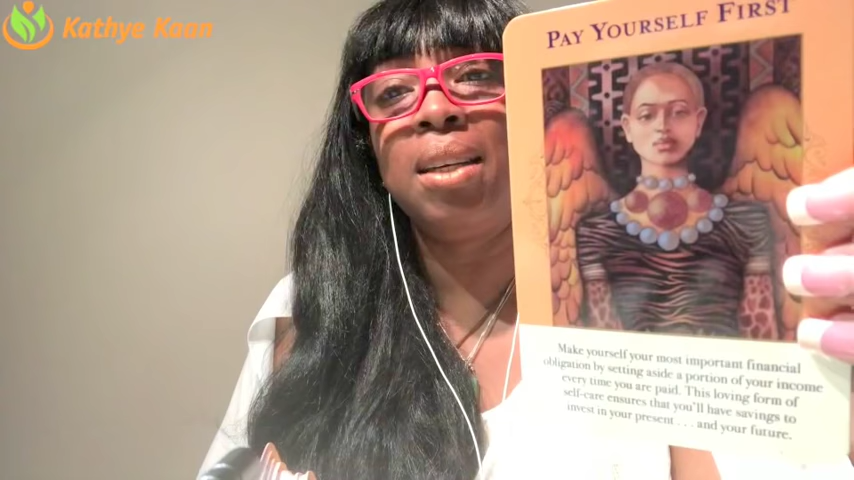 Kathye Kaan
PAY YOURSELF FIRST
Make yourself your most important financial
obligation by setting aside a portion of your income
every time you are paid. This loving form of
self-care ensures that you'll have savings to
invest in your present . . . and your future.